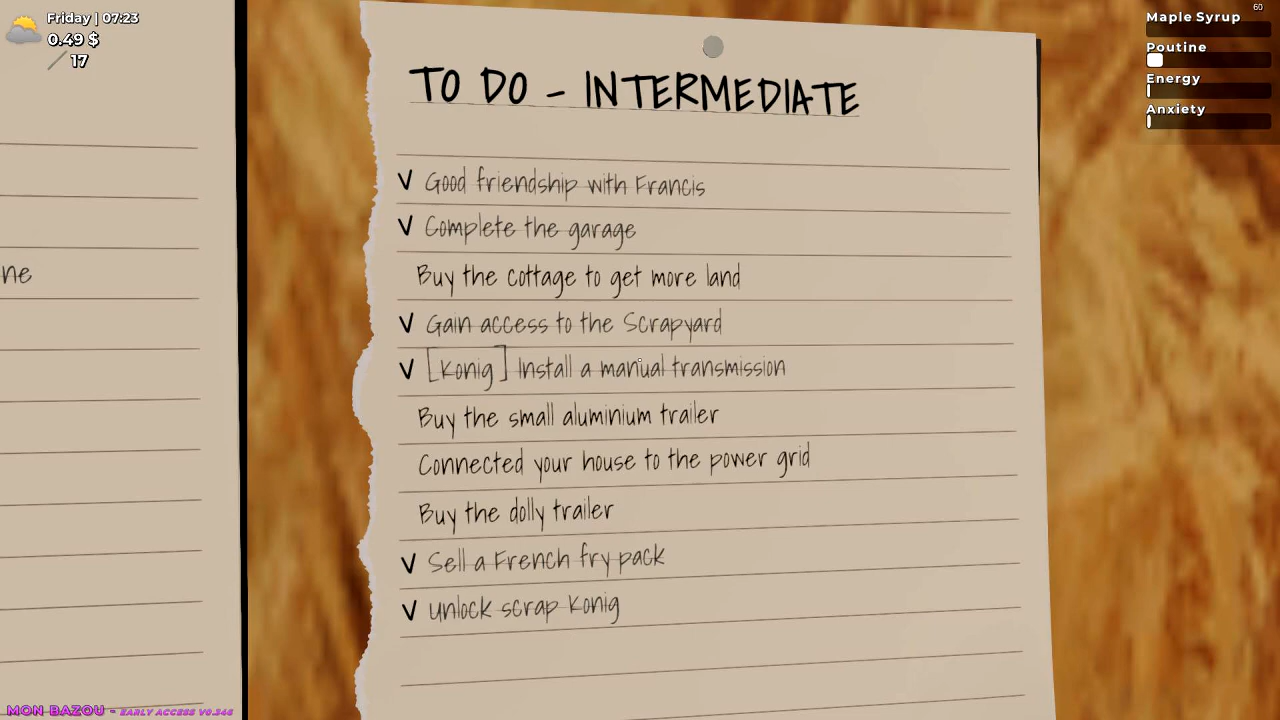 Friday | 07:23
0.49 $
17
60
Maple Syrup
Poutine
Energy
Anxiety
ne
TO DO - INTERMEDIATE
V Good friendship with Francis
V Complete the garage
Buy the cottage to get more land
V Gain access to the Scrapyard
V [Konig] Install a manual transmission
Buy the small aluminium trailer
Connected your house to the power grid
Buy the dolly trailer
V Sell a French fry pack
V Unlock scrap Konig
MON BAZOU - EARLY ACCESS V0.346